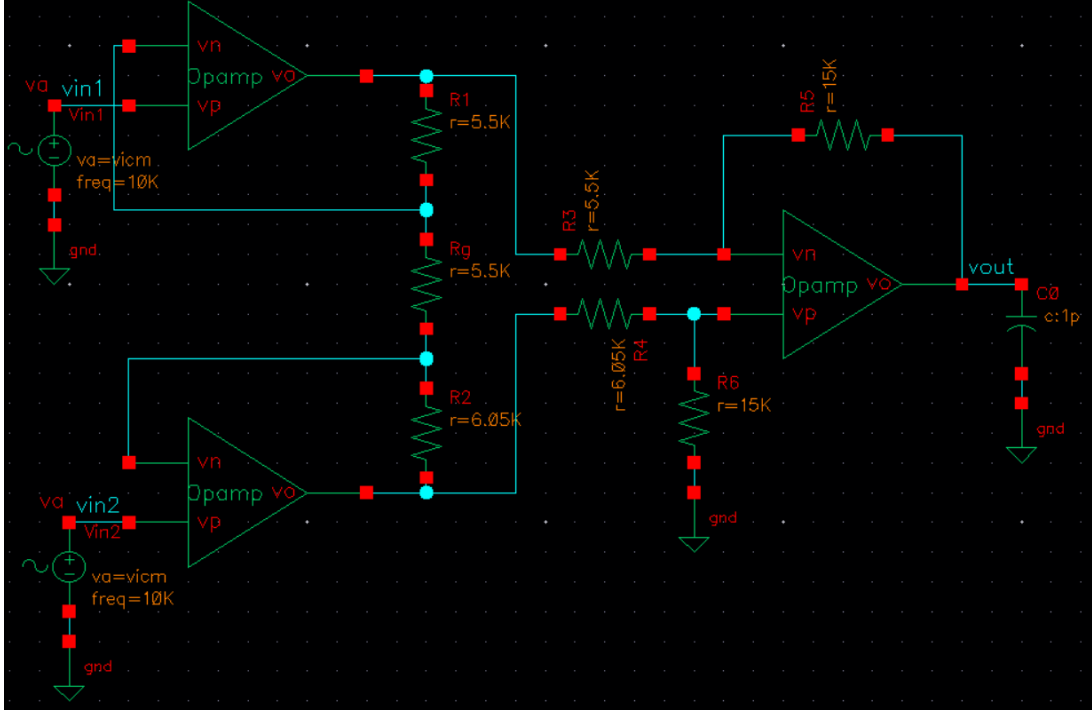 vn
Opamp
vo
vp
va
vin1
Vin1
va=vicm
freq=10K
gnd
R1
r=5.5K
Rg
r=5.5K
R2
r=6.05K
R3
r=5.5K
R4
r=6.05K
R5
r=15K
R6
r=15K
gnd
vn
Opamp
vo
vp
vout
C0
c:1p
gnd
vn
Opamp
vo
vp
va
vin2
Vin2
va=vicm
freq=10K
gnd